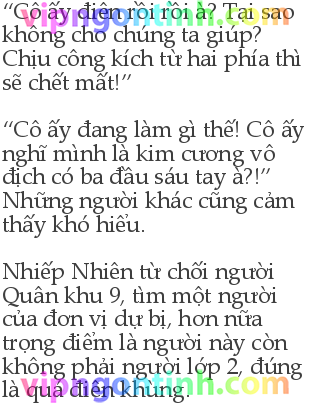 “Cô ấy điên rồi rồi à? Tại sao
không cho chúng ta giúp?
Chịu công kích từ hai phía thì
sẽ chết mất!”
“Cô ấy đang làm gì thế! Cô ấy
nghĩ mình là kim cương vô
địch có ba đầu sáu tay à?!”
Những người khác cũng cảm
thấy khó hiểu.
Nhiếp Nhiên từ chối người
Quân khu 9, tìm một người
của đơn vị dự bị, hơn nữa
trọng điểm là người này còn
không phải người lớp 2, đúng
là quá điên khùng.
vipngontinh.com
vipngontinh.com